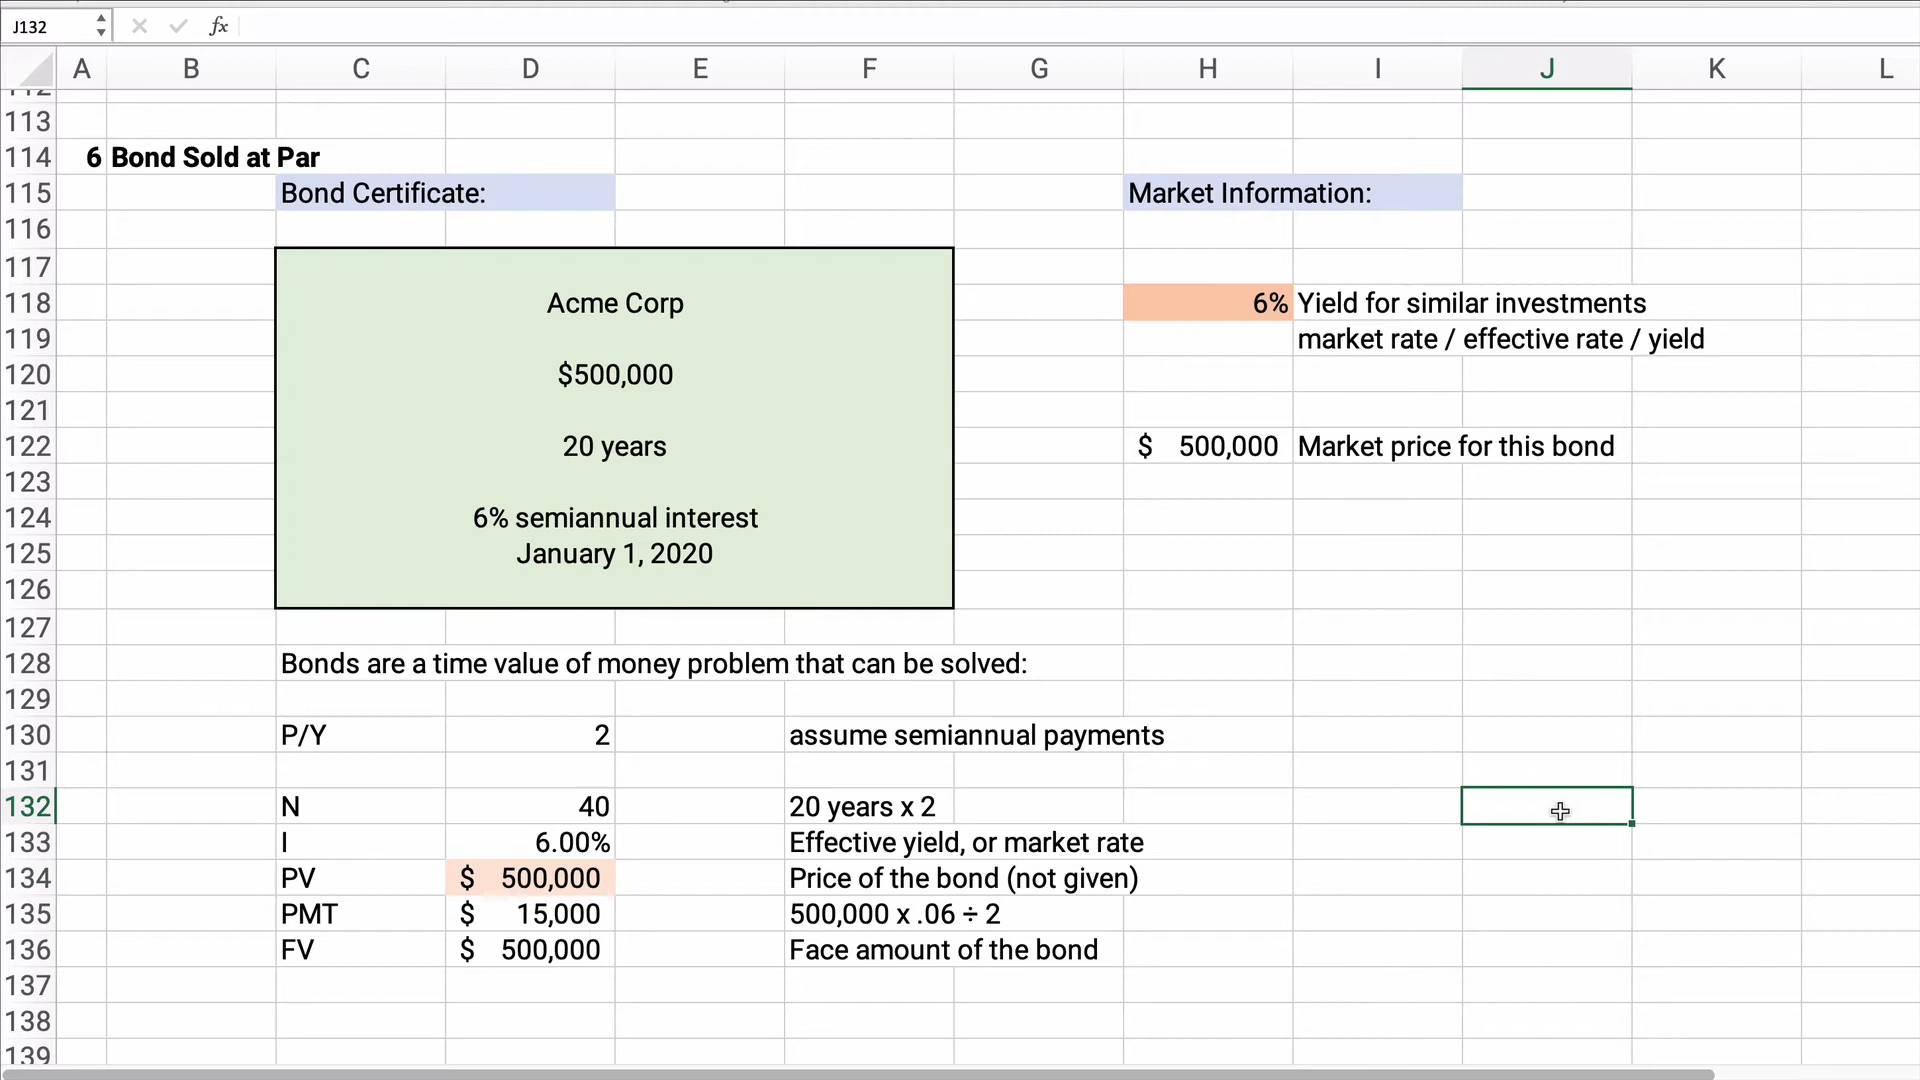 J132 fx
A B C D E F G H I J K L
112
113
114 6 Bond Sold at Par
115 Bond Certificate: Market Information:
116
117
118 Acme Corp 6% Yield for similar investments
119 market rate / effective rate / yield
120 $500,000
121
122 20 years $ 500,000 Market price for this bond
123
124 6% semiannual interest
125 January 1, 2020
126
127
128 Bonds are a time value of money problem that can be solved:
129
130 P/Y 2 assume semiannual payments
131
132 N 40 20 years x 2
133 I 6.00% Effective yield, or market rate
134 PV $ 500,000 Price of the bond (not given)
135 PMT $ 15,000 500,000 x .06 ÷ 2
136 FV $ 500,000 Face amount of the bond
137
138
139